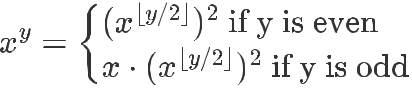 x^y = { (x^{⌊y/2⌋})^2 if y is even
x · (x^{⌊y/2⌋})^2 if y is odd